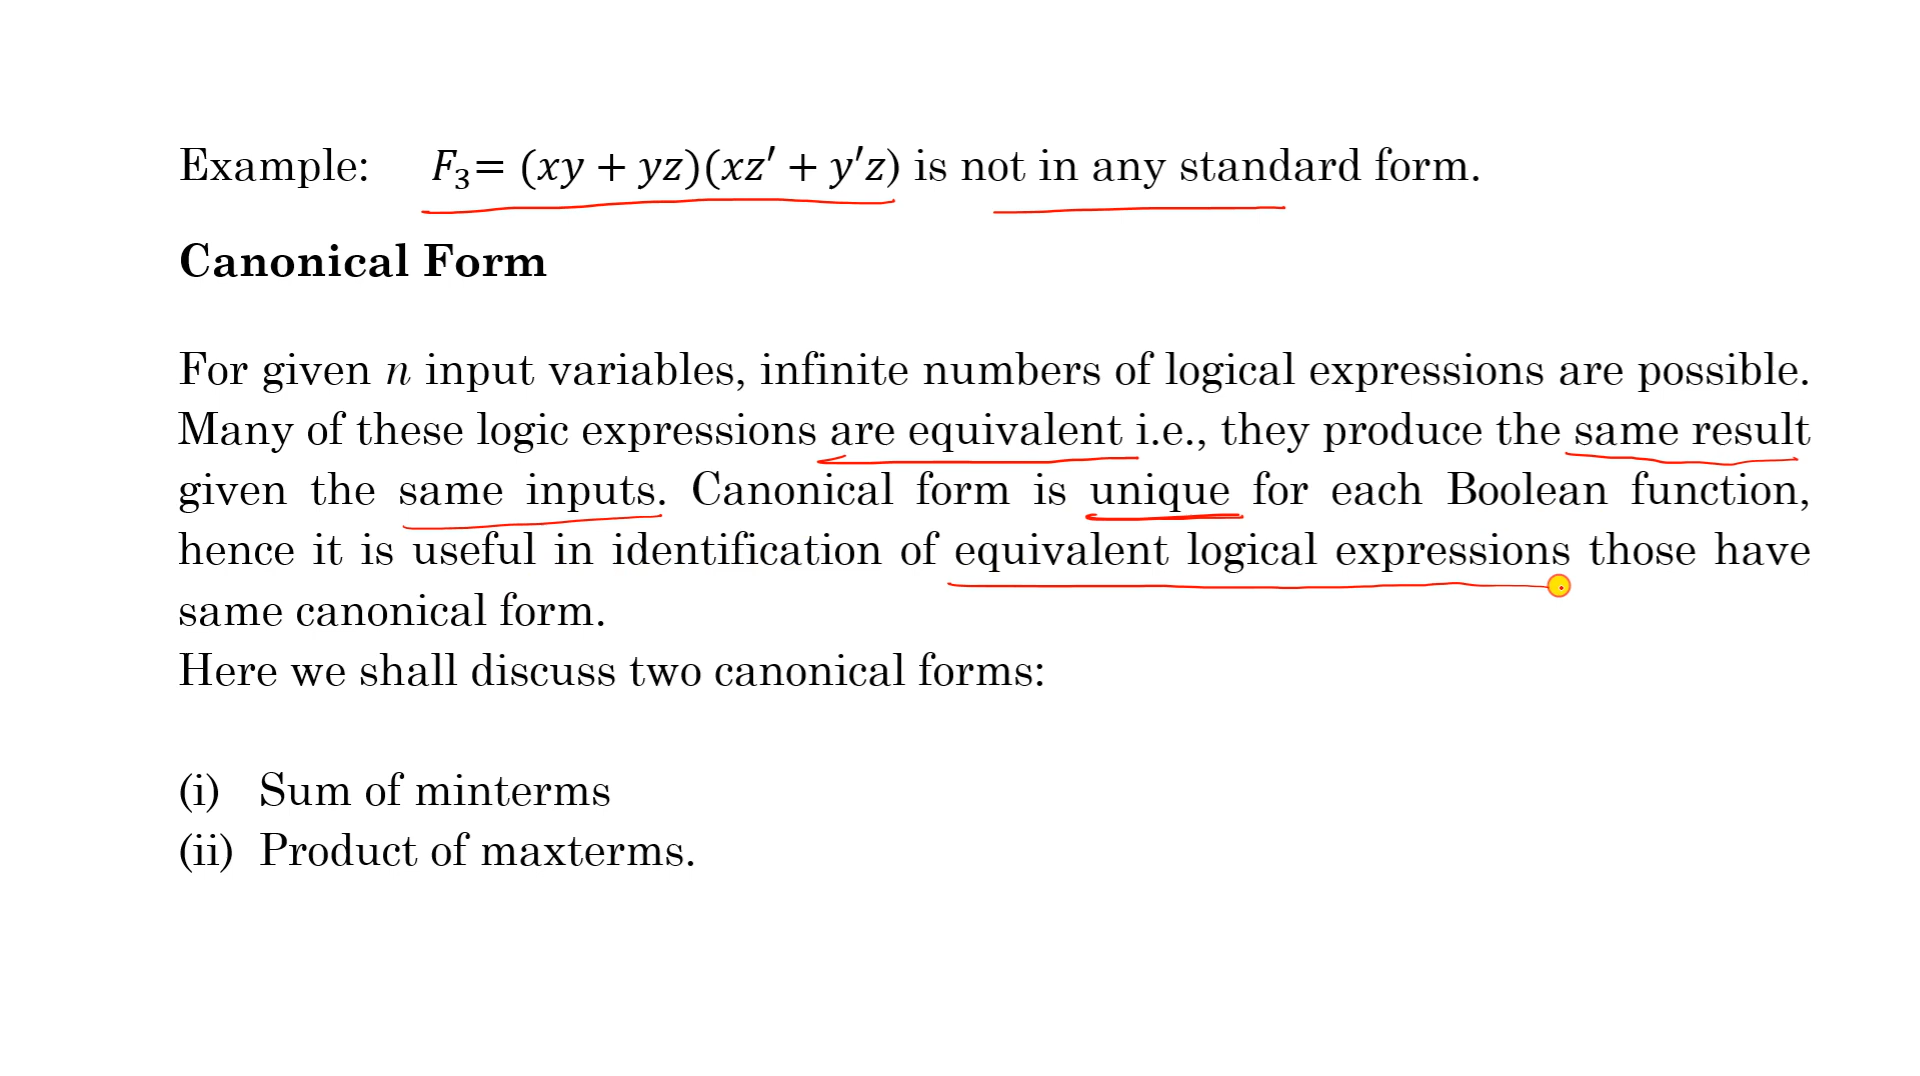 Example: F₃= (xy + yz)(xz′ + y′z) is not in any standard form.
Canonical Form
For given n input variables, infinite numbers of logical expressions are possible.
Many of these logic expressions are equivalent i.e., they produce the same result
given the same inputs. Canonical form is unique for each Boolean function,
hence it is useful in identification of equivalent logical expressions those have
same canonical form.
Here we shall discuss two canonical forms:
(i) Sum of minterms
(ii) Product of maxterms.